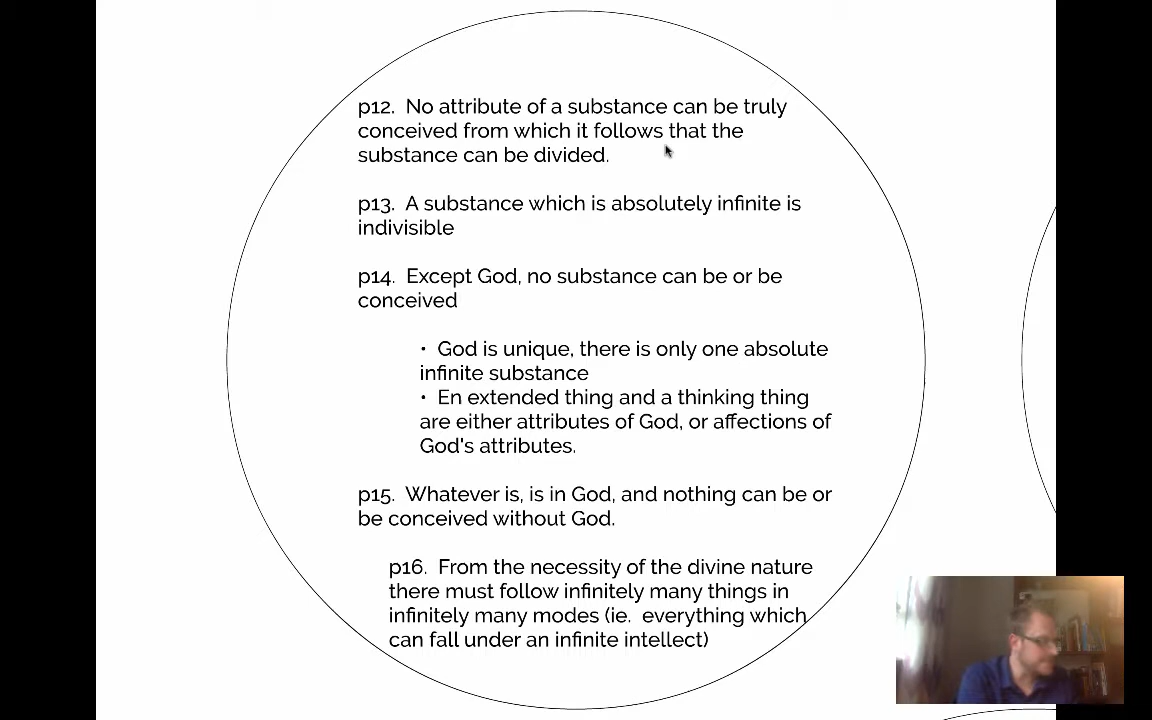 p12. No attribute of a substance can be truly
conceived from which it follows that the
substance can be divided.
p13. A substance which is absolutely infinite is
indivisible
p14. Except God, no substance can be or be
conceived
• God is unique, there is only one absolute
infinite substance
• En extended thing and a thinking thing
are either attributes of God, or affections of
God's attributes.
p15. Whatever is, is in God, and nothing can be or
be conceived without God.
p16. From the necessity of the divine nature
there must follow infinitely many things in
infinitely many modes (ie. everything which
can fall under an infinite intellect)